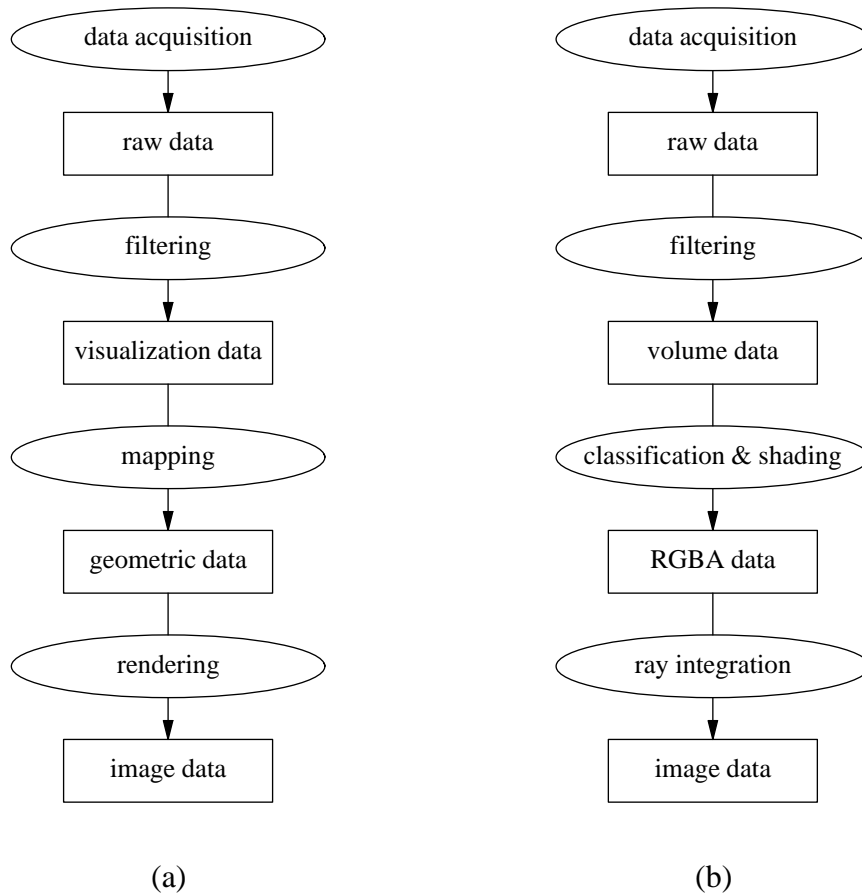 data acquisition
raw data
filtering
visualization data
mapping
geometric data
rendering
image data
(a)
data acquisition
raw data
filtering
volume data
classification & shading
RGBA data
ray integration
image data
(b)